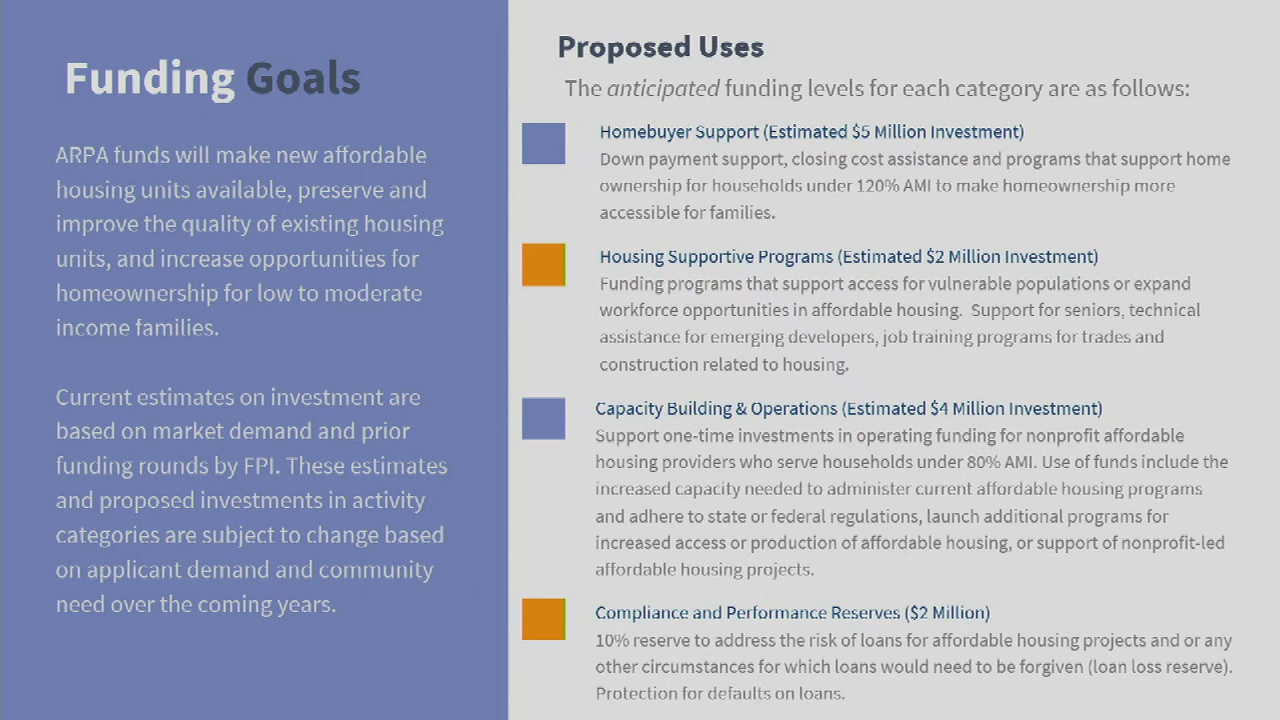 Funding Goals
ARPA funds will make new affordable
housing units available, preserve and
improve the quality of existing housing
units, and increase opportunities for
homeownership for low to moderate
income families.
Current estimates on investment are
based on market demand and prior
funding rounds by FPI. These estimates
and proposed investments in activity
categories are subject to change based
on applicant demand and community
need over the coming years.
Proposed Uses
The anticipated funding levels for each category are as follows:
Homebuyer Support (Estimated $5 Million Investment)
Down payment support, closing cost assistance and programs that support home
ownership for households under 120% AMI to make homeownership more
accessible for families.
Housing Supportive Programs (Estimated $2 Million Investment)
Funding programs that support access for vulnerable populations or expand
workforce opportunities in affordable housing. Support for seniors, technical
assistance for emerging developers, job training programs for trades and
construction related to housing.
Capacity Building & Operations (Estimated $4 Million Investment)
Support one-time investments in operating funding for nonprofit affordable
housing providers who serve households under 80% AMI. Use of funds include the
increased capacity needed to administer current affordable housing programs
and adhere to state or federal regulations, launch additional programs for
increased access or production of affordable housing, or support of nonprofit-led
affordable housing projects.
Compliance and Performance Reserves ($2 Million)
10% reserve to address the risk of loans for affordable housing projects and or any
other circumstances for which loans would need to be forgiven (loan loss reserve).
Protection for defaults on loans.